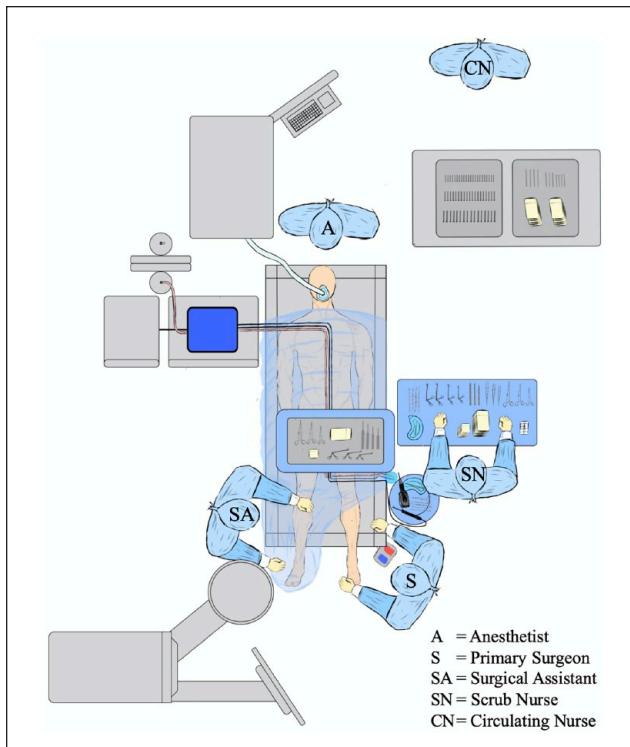 CN
A
SN
SA
S
A = Anesthetist
S = Primary Surgeon
SA = Surgical Assistant
SN = Scrub Nurse
CN= Circulating Nurse